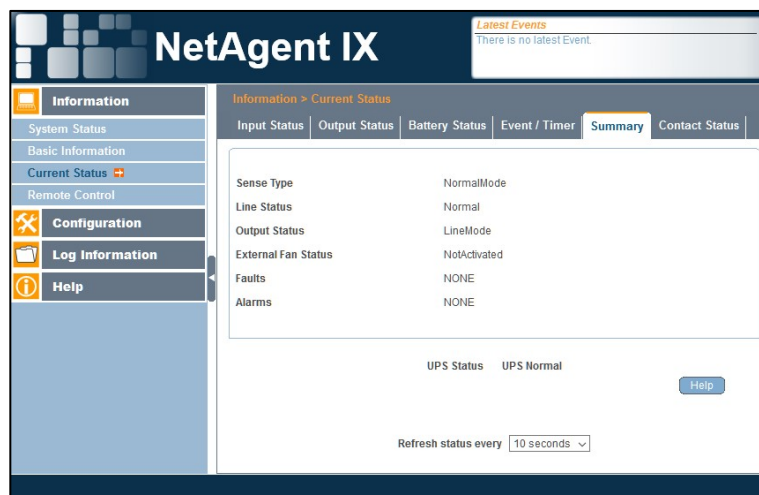 NetAgent IX
Latest Events
There is no latest Event.
Information
System Status
Basic Information
Current Status
Remote Control
Configuration
Log Information
Help
Information > Current Status
Input Status
Output Status
Battery Status
Event / Timer
Summary
Contact Status
Sense Type NormalMode
Line Status Normal
Output Status LineMode
External Fan Status NotActivated
Faults NONE
Alarms NONE
UPS Status UPS Normal
Help
Refresh status every 10 seconds